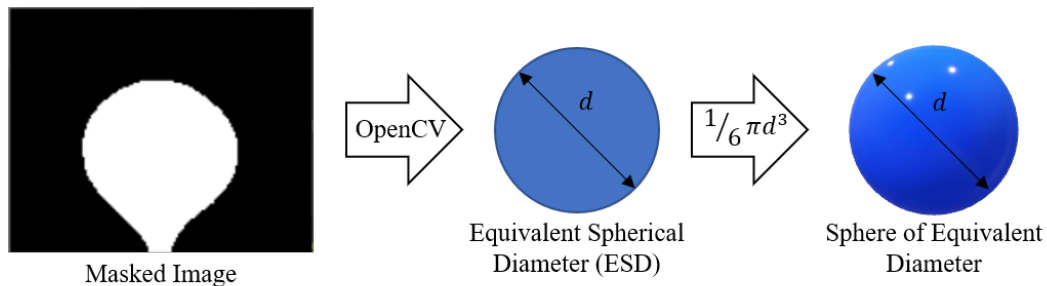 Masked Image
OpenCV
d
Equivalent Spherical
Diameter (ESD)
1/6 πd³
d
Sphere of Equivalent
Diameter